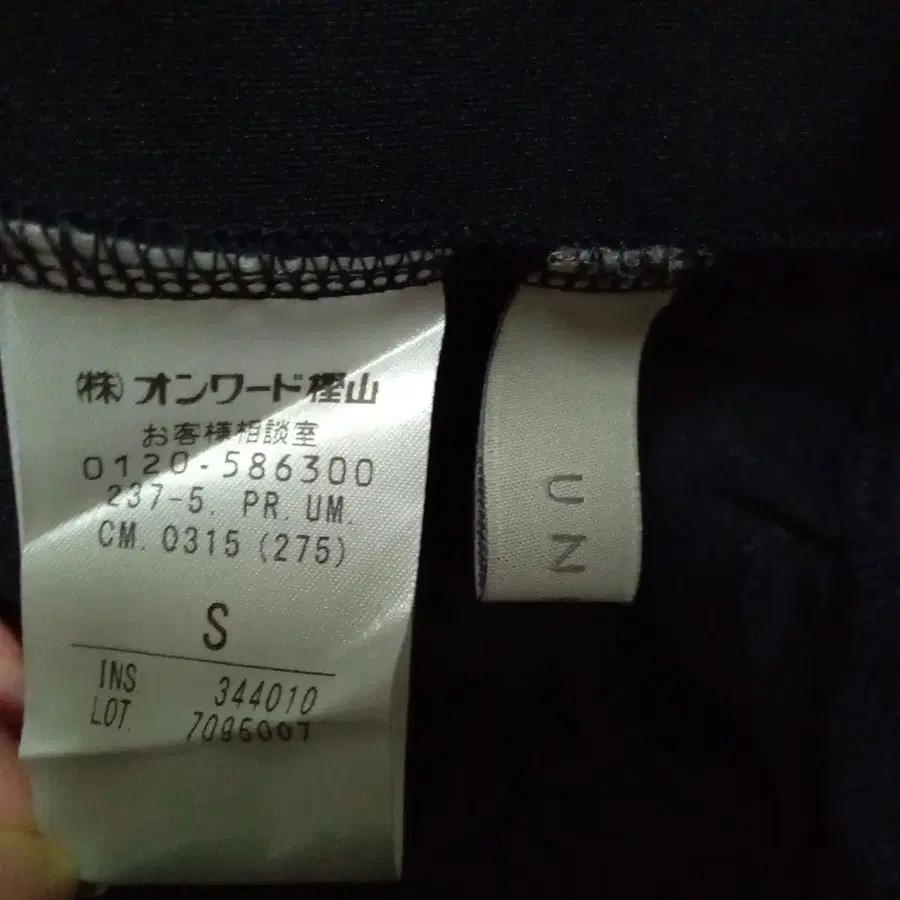 ㈱オンワード樫山
お客様相談室
0120-586300
237-5. PR. UM.
CM. 0315 (275)
S
INS. 344010
LOT. 7096007
U
N